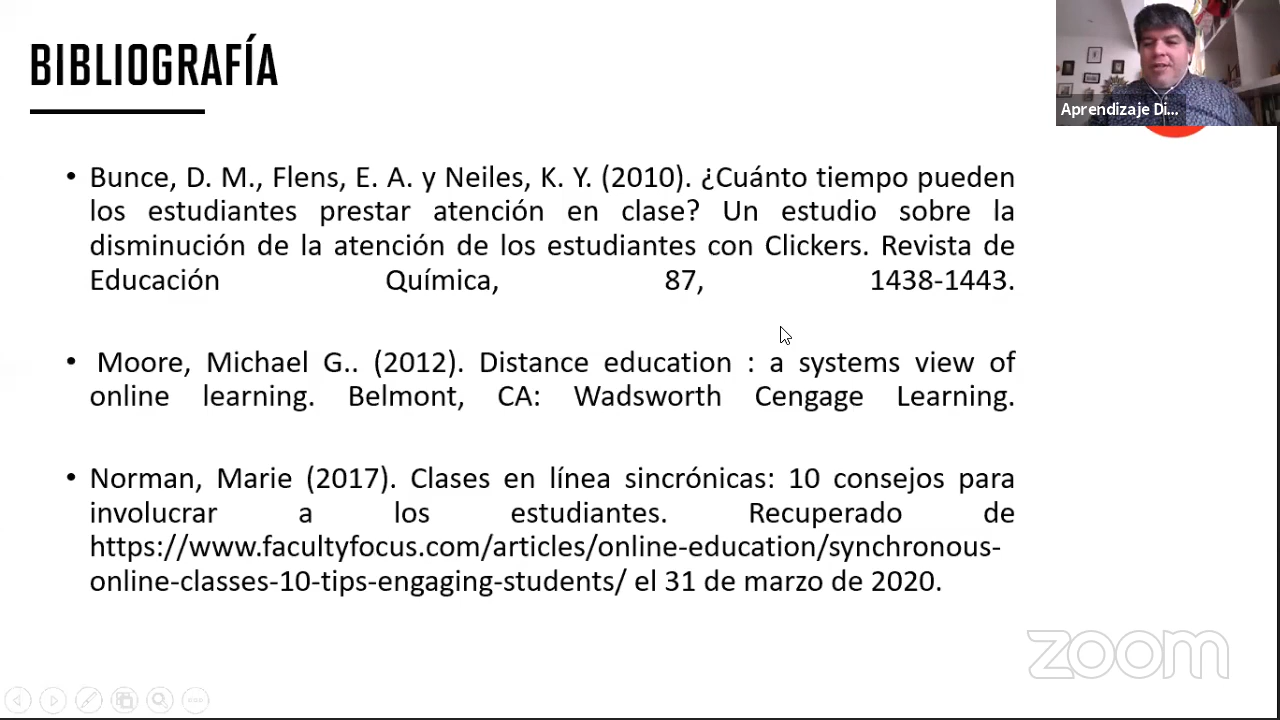 BIBLIOGRAFÍA
Aprendizaje Di...
• Bunce, D. M., Flens, E. A. y Neiles, K. Y. (2010). ¿Cuánto tiempo pueden
los estudiantes prestar atención en clase? Un estudio sobre la
disminución de la atención de los estudiantes con Clickers. Revista de
Educación Química, 87, 1438-1443.
• Moore, Michael G.. (2012). Distance education : a systems view of
online learning. Belmont, CA: Wadsworth Cengage Learning.
• Norman, Marie (2017). Clases en línea sincrónicas: 10 consejos para
involucrar a los estudiantes. Recuperado de
https://www.facultyfocus.com/articles/online-education/synchronous-
online-classes-10-tips-engaging-students/ el 31 de marzo de 2020.
zoom